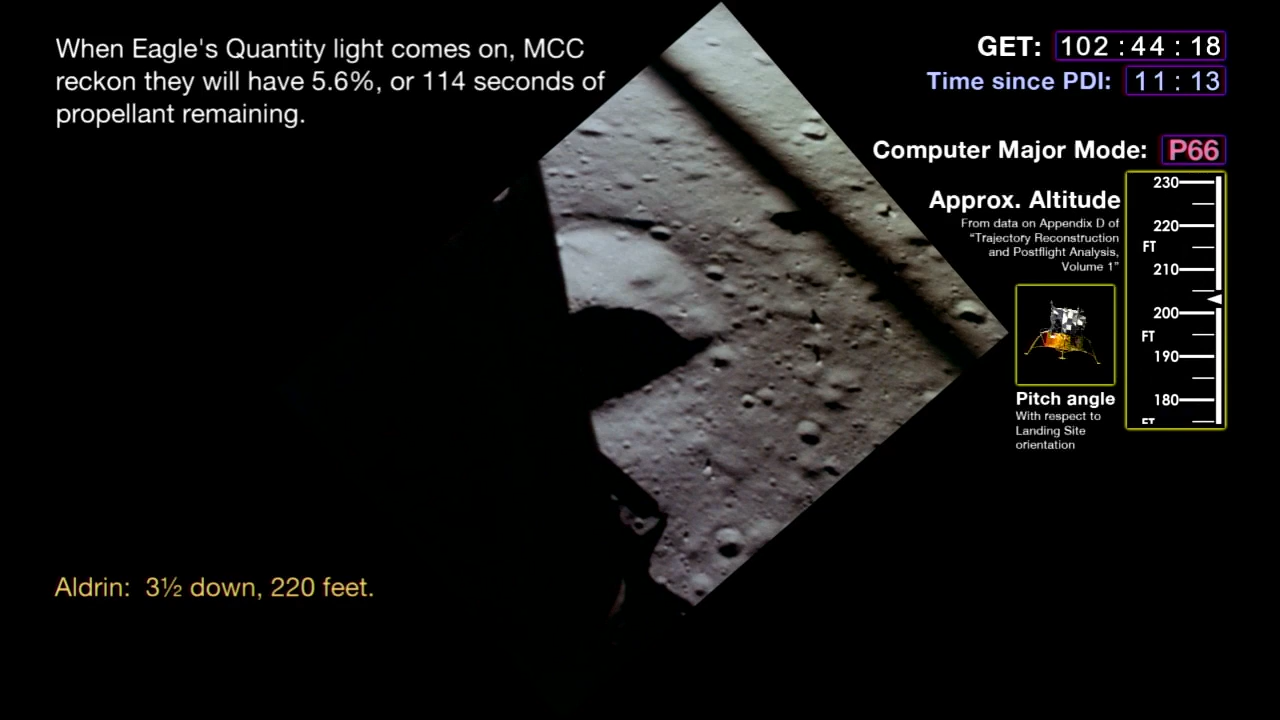 When Eagle's Quantity light comes on, MCC
reckon they will have 5.6%, or 114 seconds of
propellant remaining.
GET: 102:44:18
Time since PDI: 11:13
Computer Major Mode: P66
Approx. Altitude
From data on Appendix D of
“Trajectory Reconstruction
and Postflight Analysis,
Volume 1”
230
220
FT
210
200
FT
190
180
FT
Pitch angle
With respect to
Landing Site
orientation
Aldrin: 3½ down, 220 feet.